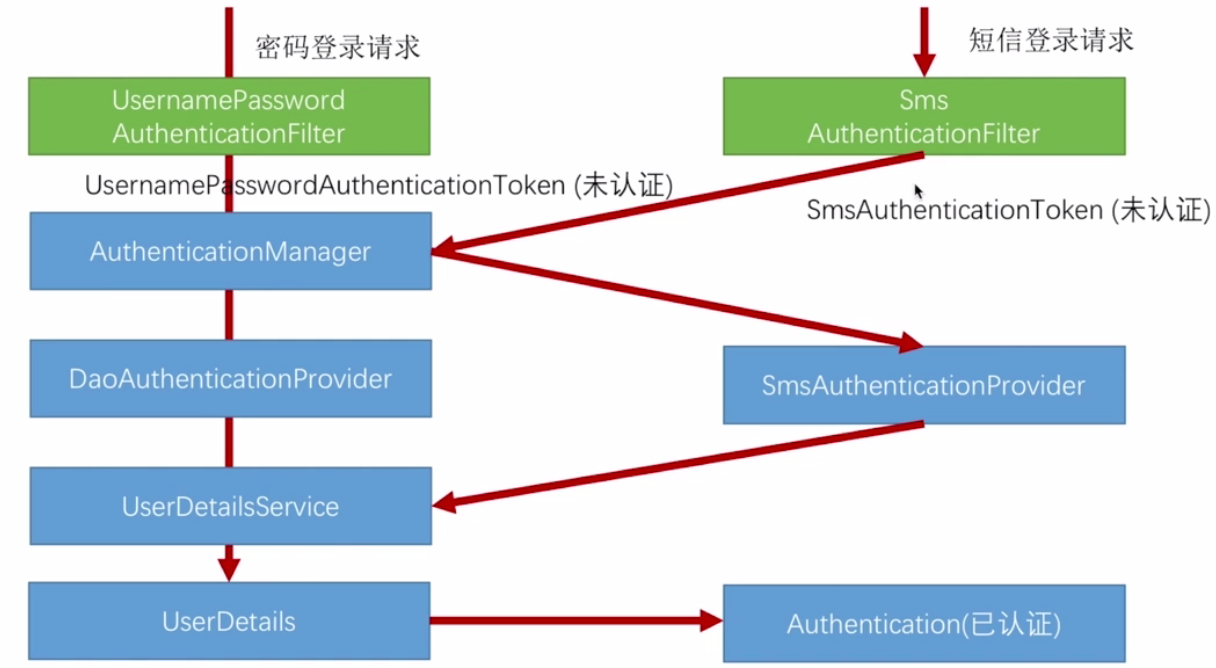 密码登录请求
短信登录请求
UsernamePassword
AuthenticationFilter
Sms
AuthenticationFilter
UsernamePasswordAuthenticationToken (未认证)
SmsAuthenticationToken (未认证)
AuthenticationManager
DaoAuthenticationProvider
SmsAuthenticationProvider
UserDetailsService
UserDetails
Authentication(已认证)